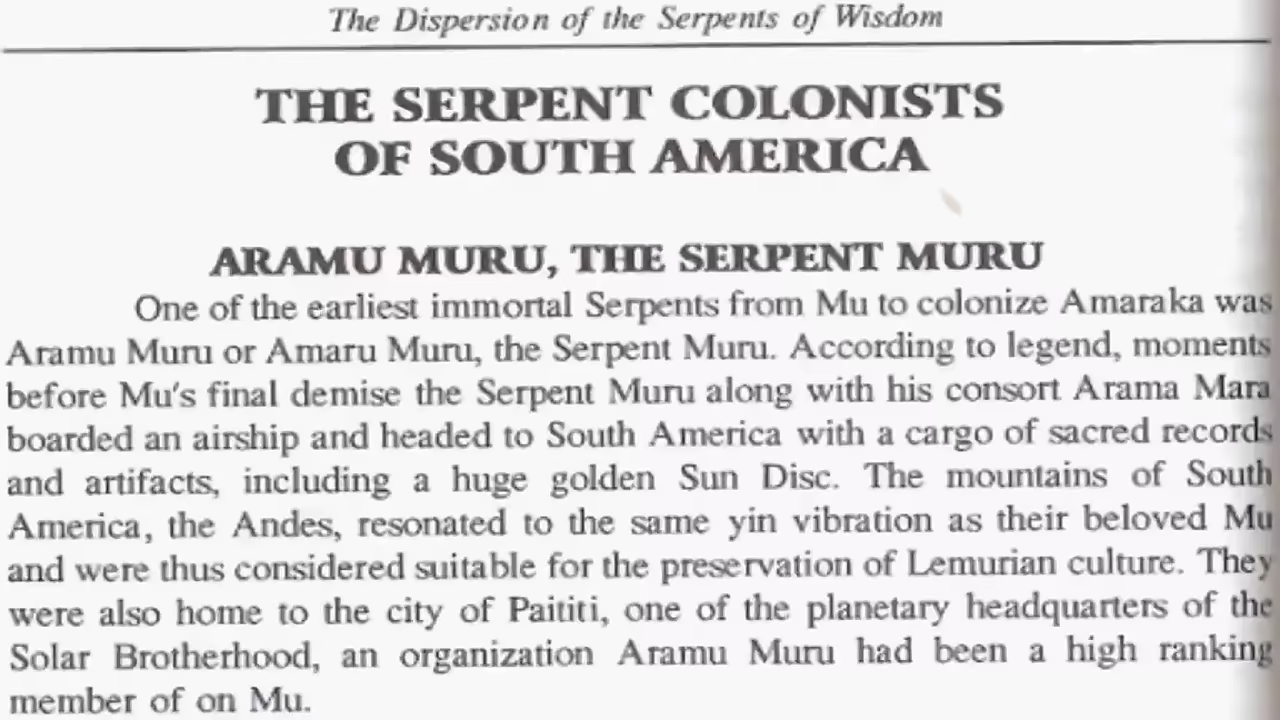 The Dispersion of the Serpents of Wisdom
THE SERPENT COLONISTS
OF SOUTH AMERICA
ARAMU MURU, THE SERPENT MURU
One of the earliest immortal Serpents from Mu to colonize Amaraka was
Aramu Muru or Amaru Muru, the Serpent Muru. According to legend, moments
before Mu's final demise the Serpent Muru along with his consort Arama Mara
boarded an airship and headed to South America with a cargo of sacred records
and artifacts, including a huge golden Sun Disc. The mountains of South
America, the Andes, resonated to the same yin vibration as their beloved Mu
and were thus considered suitable for the preservation of Lemurian culture. They
were also home to the city of Paititi, one of the planetary headquarters of the
Solar Brotherhood, an organization Aramu Muru had been a high ranking
member of on Mu.